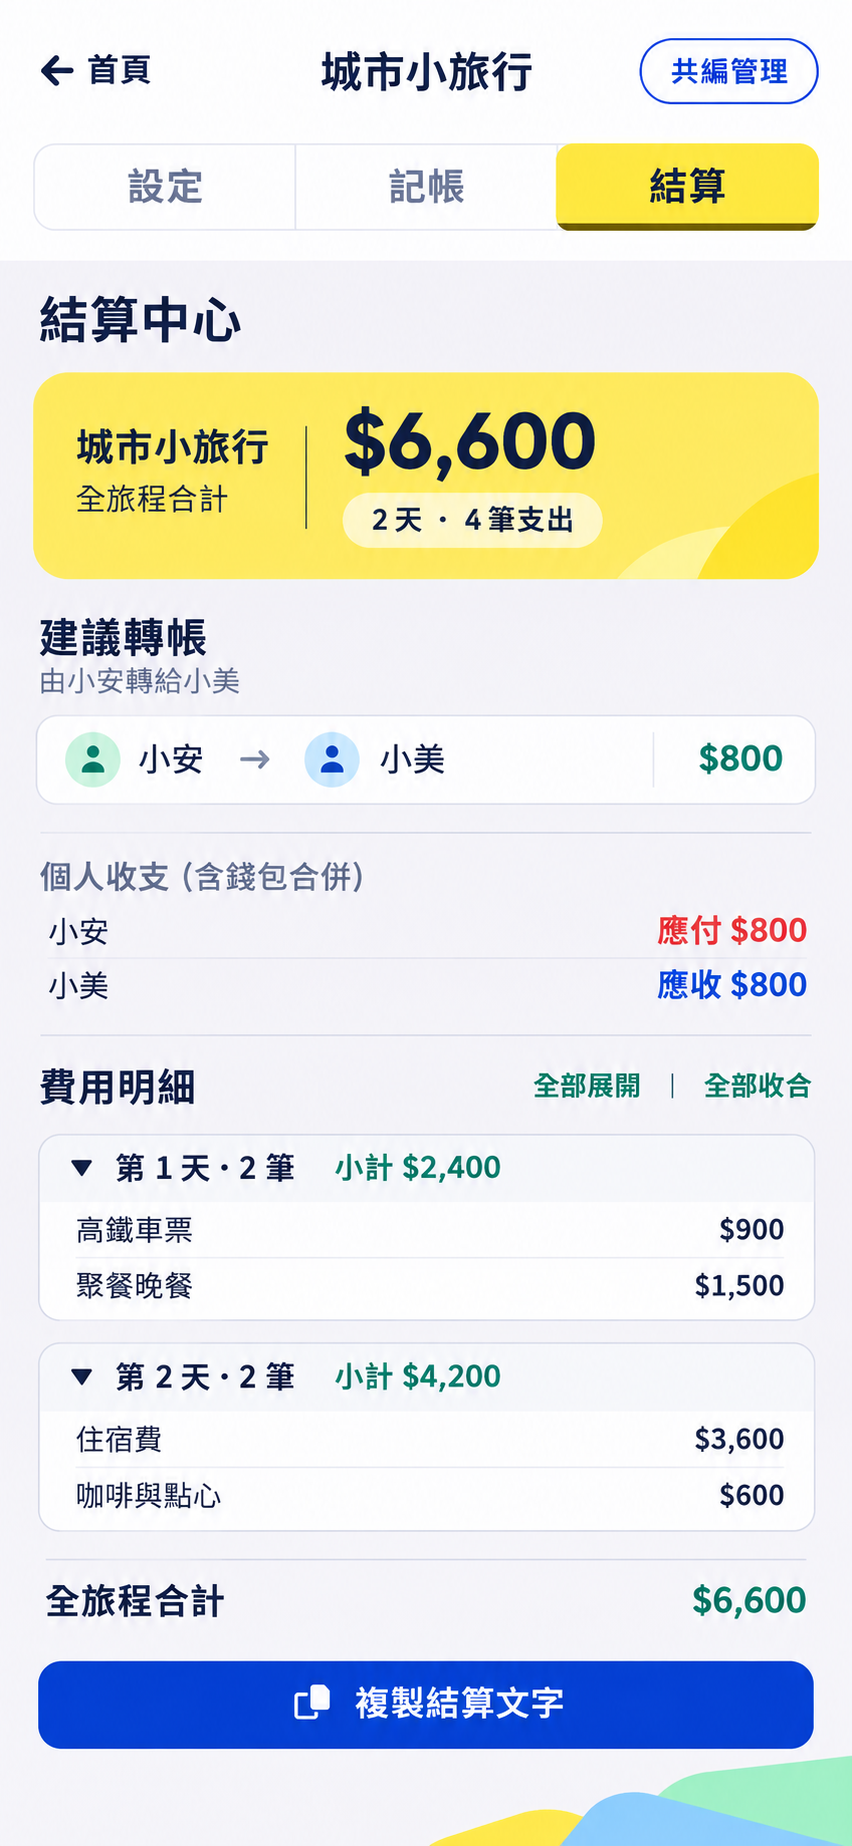 ← 首頁
城市小旅行
共編管理
設定
記帳
結算
結算中心
城市小旅行
全旅程合計
$6,600
2 天 · 4 筆支出
建議轉帳
由小安轉給小美
小安 → 小美 $800
個人收支 (含錢包合併)
小安 應付 $800
小美 應收 $800
費用明細 全部展開 | 全部收合
▼ 第 1 天 · 2 筆 小計 $2,400
高鐵車票 $900
聚餐晚餐 $1,500
▼ 第 2 天 · 2 筆 小計 $4,200
住宿費 $3,600
咖啡與點心 $600
全旅程合計 $6,600
複製結算文字